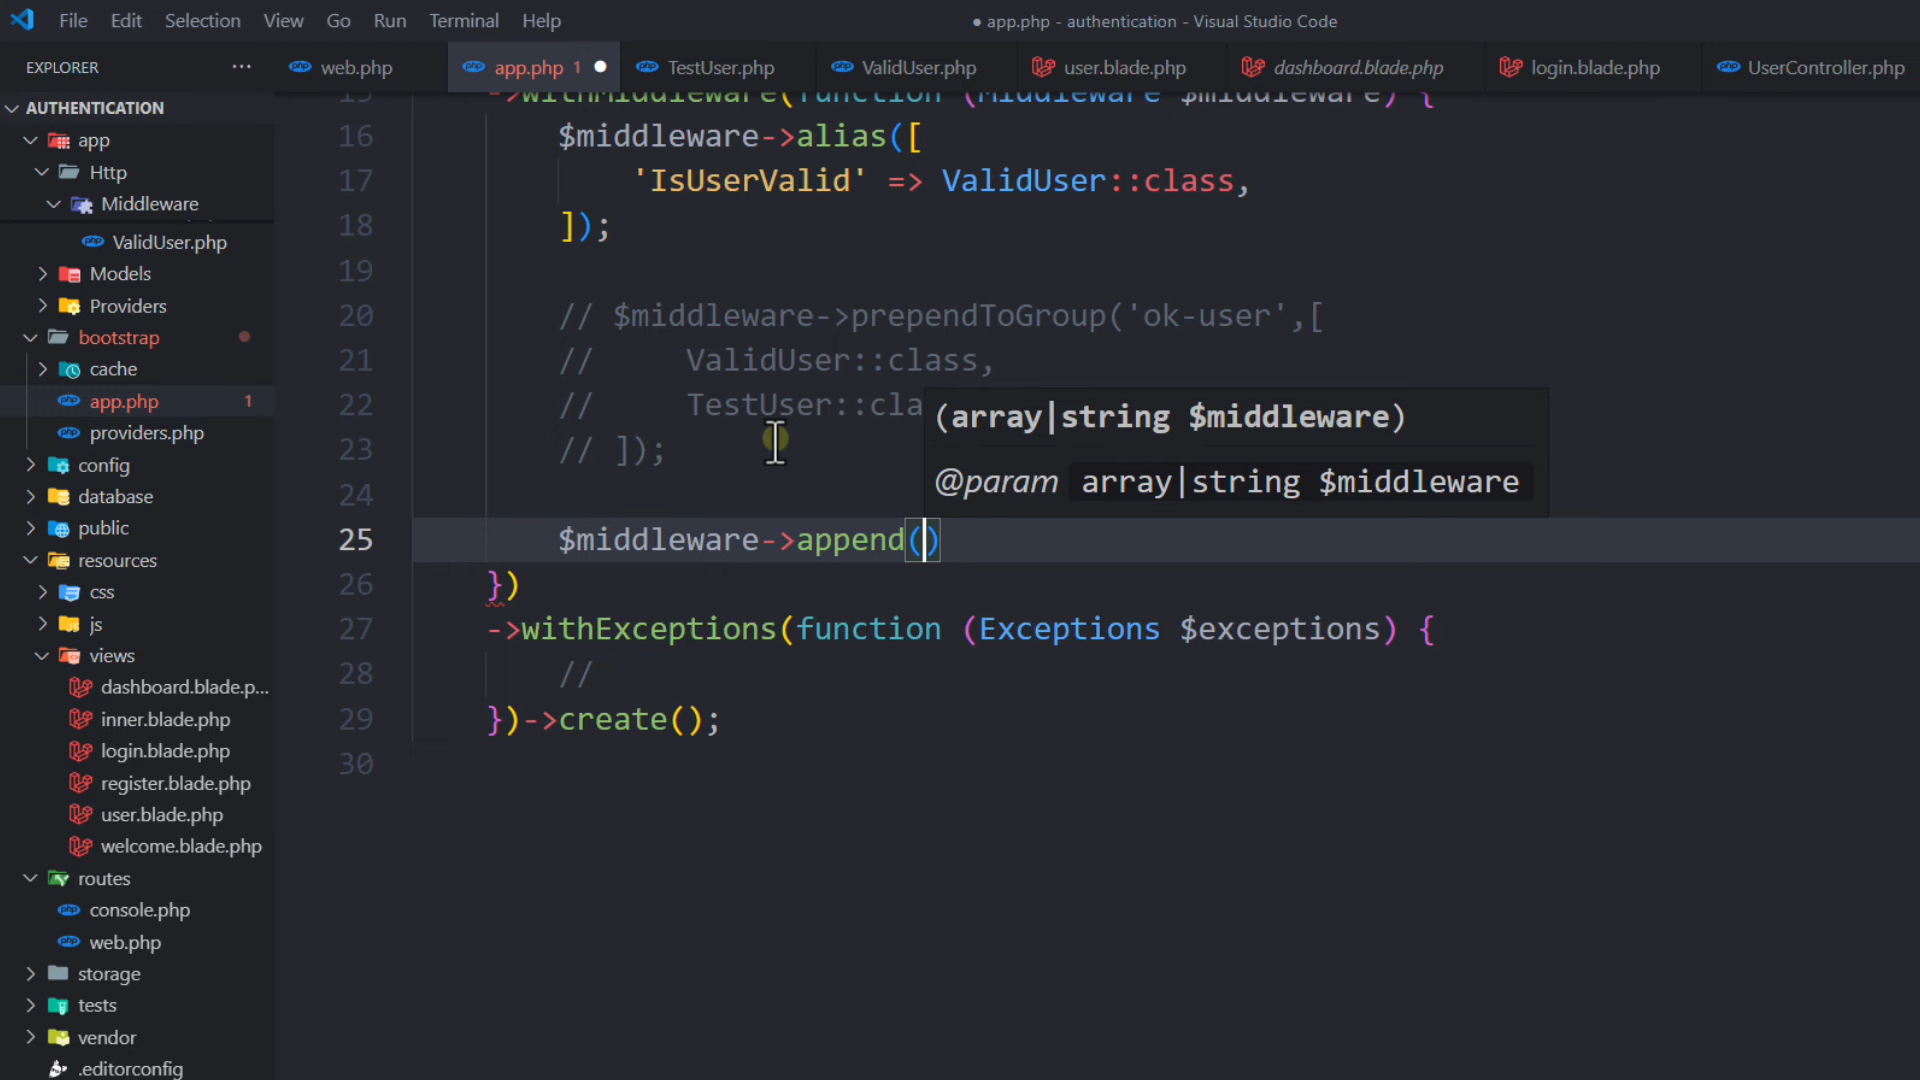 File Edit Selection View Go Run Terminal Help
● app.php - authentication - Visual Studio Code
EXPLORER ···
web.php app.php 1 TestUser.php ValidUser.php user.blade.php dashboard.blade.php login.blade.php UserController.php
AUTHENTICATION
app
Http
Middleware
ValidUser.php
Models
Providers
bootstrap
cache
app.php 1
providers.php
config
database
public
resources
css
js
views
dashboard.blade.p...
inner.blade.php
login.blade.php
register.blade.php
user.blade.php
welcome.blade.php
routes
console.php
web.php
storage
tests
vendor
.editorconfig
15 ->withMiddleware(function (Middleware $middleware) {
16 $middleware->alias([
17 'IsUserValid' => ValidUser::class,
18 ]);
19
20 // $middleware->prependToGroup('ok-user',[
21 // ValidUser::class,
22 // TestUser::cla
23 // ]);
24
25 $middleware->append()
26 })
27 ->withExceptions(function (Exceptions $exceptions) {
28 //
29 })->create();
30
(array|string $middleware)
@param array|string $middleware